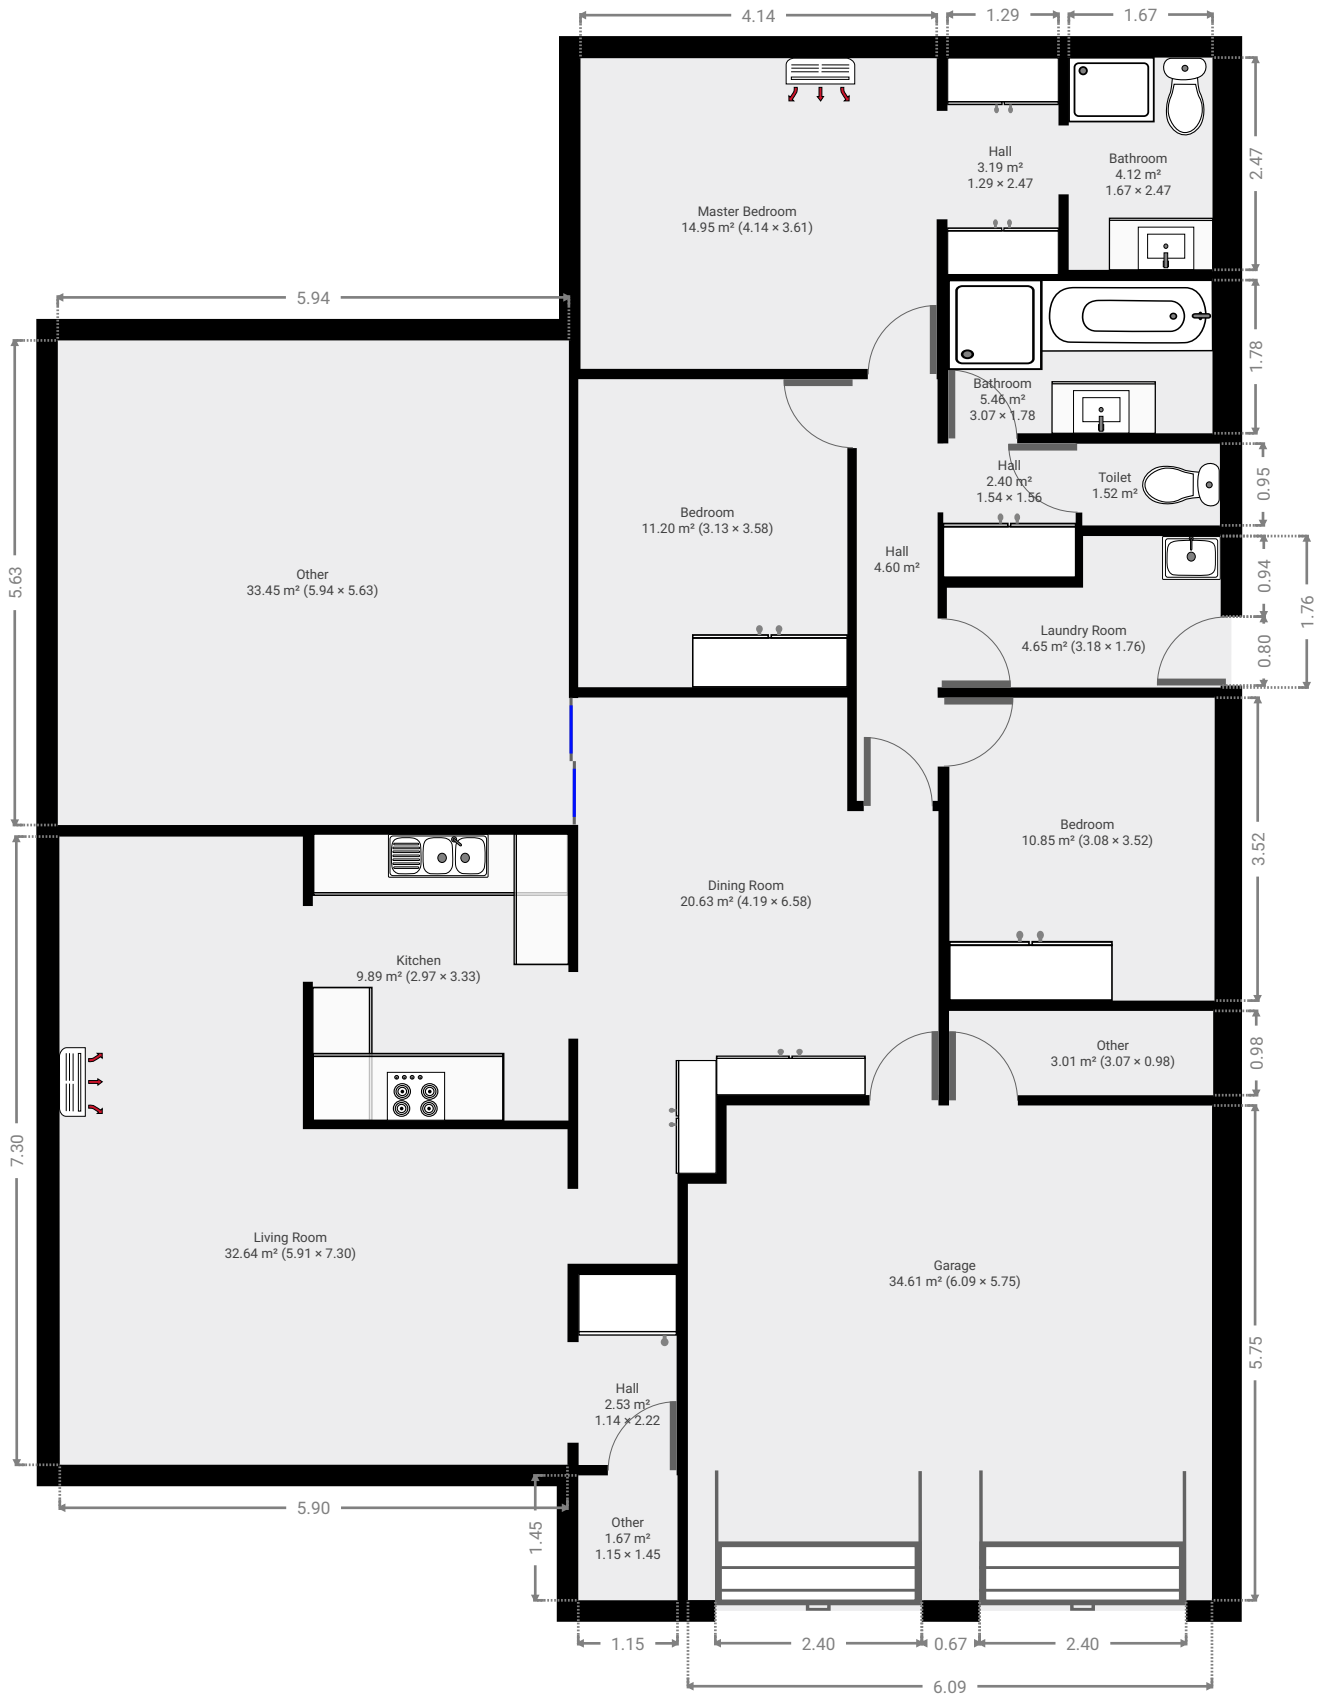 4.14
1.29
1.67
Hall
3.19 m²
1.29 × 2.47
Bathroom
4.12 m²
1.67 × 2.47
2.47
Master Bedroom
14.95 m² (4.14 × 3.61)
5.94
1.78
Bathroom
5.46 m²
3.07 × 1.78
Hall
2.40 m²
1.54 × 1.56
Toilet
1.52 m²
0.95
Bedroom
11.20 m² (3.13 × 3.58)
Hall
4.60 m²
Other
33.45 m² (5.94 × 5.63)
5.63
0.94
1.76
0.80
Laundry Room
4.65 m² (3.18 × 1.76)
Bedroom
10.85 m² (3.08 × 3.52)
3.52
Dining Room
20.63 m² (4.19 × 6.58)
Kitchen
9.89 m² (2.97 × 3.33)
Other
3.01 m² (3.07 × 0.98)
0.98
7.30
Living Room
32.64 m² (5.91 × 7.30)
Garage
34.61 m² (6.09 × 5.75)
5.75
Hall
2.53 m²
1.14 × 2.22
5.90
1.45
Other
1.67 m²
1.15 × 1.45
1.15
2.40
0.67
2.40
6.09